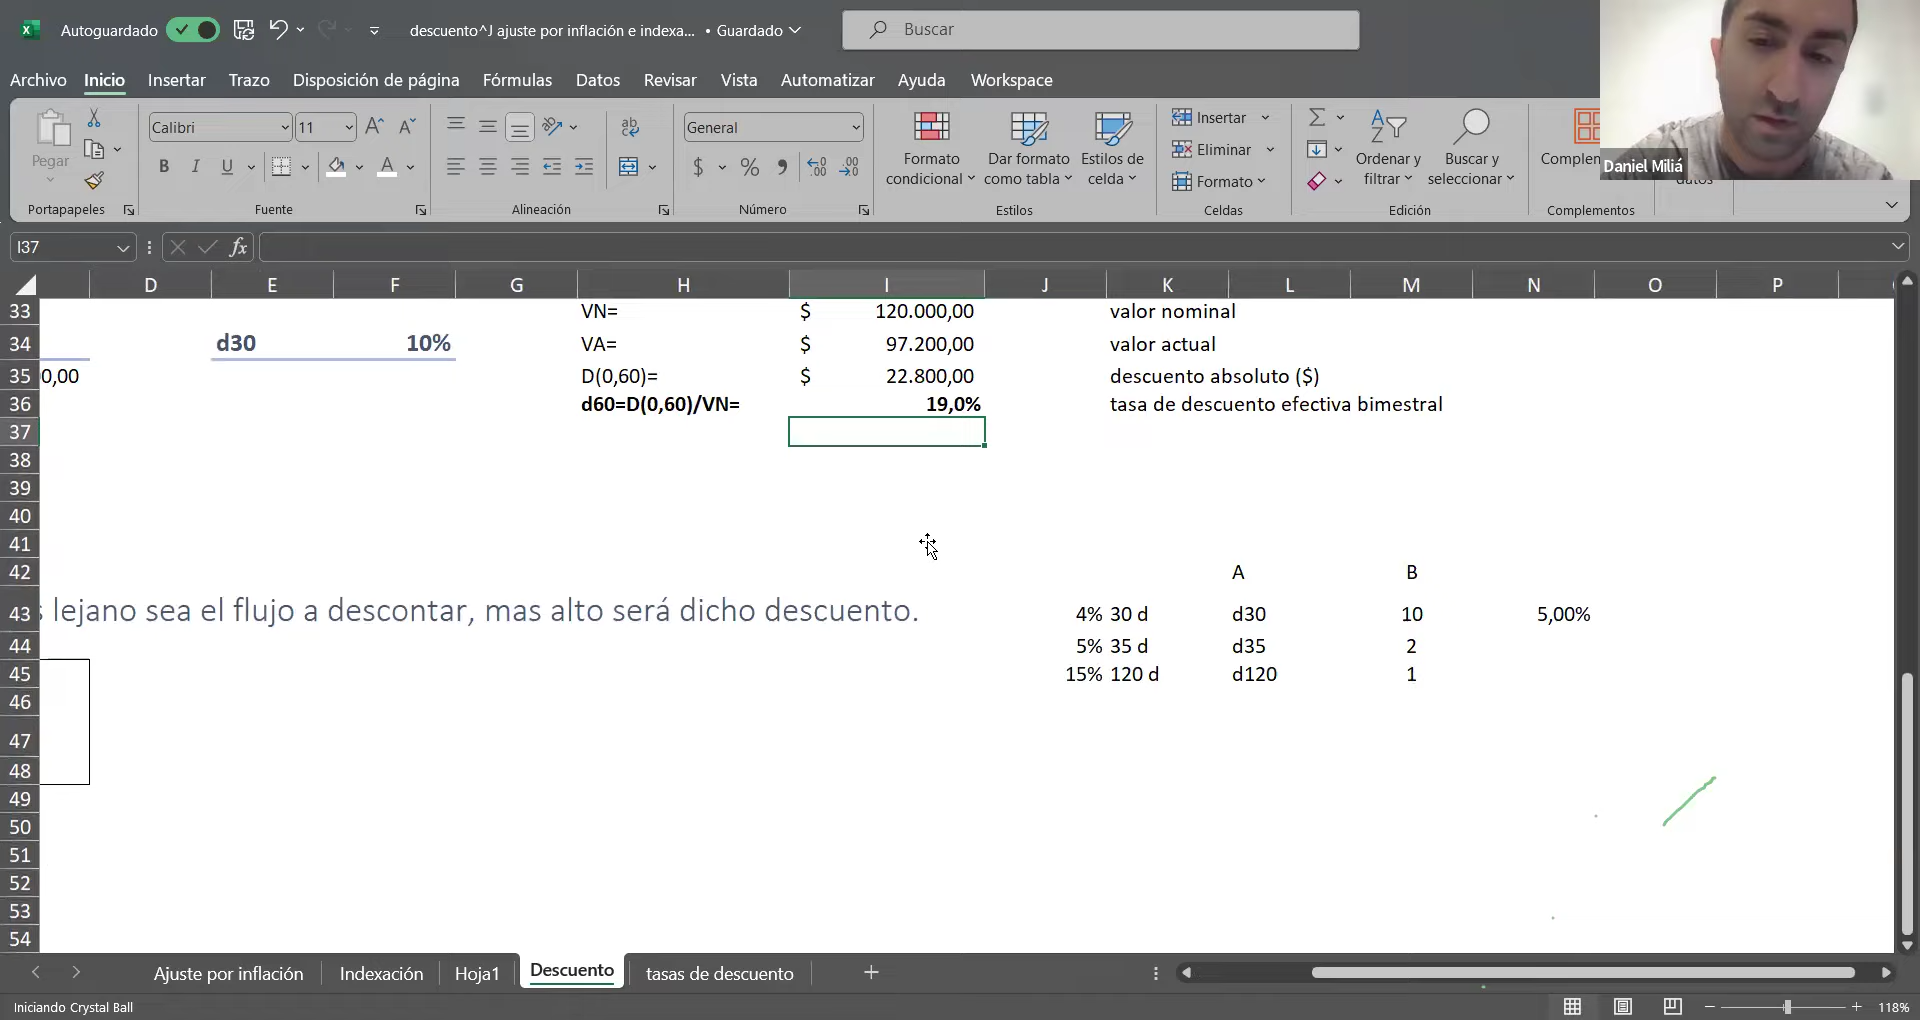 Autoguardado
descuento^J ajuste por inflación e indexa... • Guardado
Buscar
Archivo Inicio Insertar Trazo Disposición de página Fórmulas Datos Revisar Vista Automatizar Ayuda Workspace
Pegar
Portapapeles
Calibri 11
Fuente
Alineación
General
Número
Formato condicional
Dar formato como tabla
Estilos de celda
Estilos
Insertar
Eliminar
Formato
Celdas
Ordenar y filtrar
Buscar y seleccionar
Edición
Complem
Complementos
Daniel Miliá
I37
fx
D E F G H I J K L M N O P
33 VN= $ 120.000,00 valor nominal
34 d30 10% VA= $ 97.200,00 valor actual
35 0,00 D(0,60)= $ 22.800,00 descuento absoluto ($)
36 d60=D(0,60)/VN= 19,0% tasa de descuento efectiva bimestral
37
38
39
40
41
42 A B
43 lejano sea el flujo a descontar, mas alto será dicho descuento. 4% 30 d d30 10 5,00%
44 5% 35 d d35 2
45 15% 120 d d120 1
46
47
48
49
50
51
52
53
54
Ajuste por inflación Indexación Hoja1 Descuento tasas de descuento
Iniciando Crystal Ball
118%